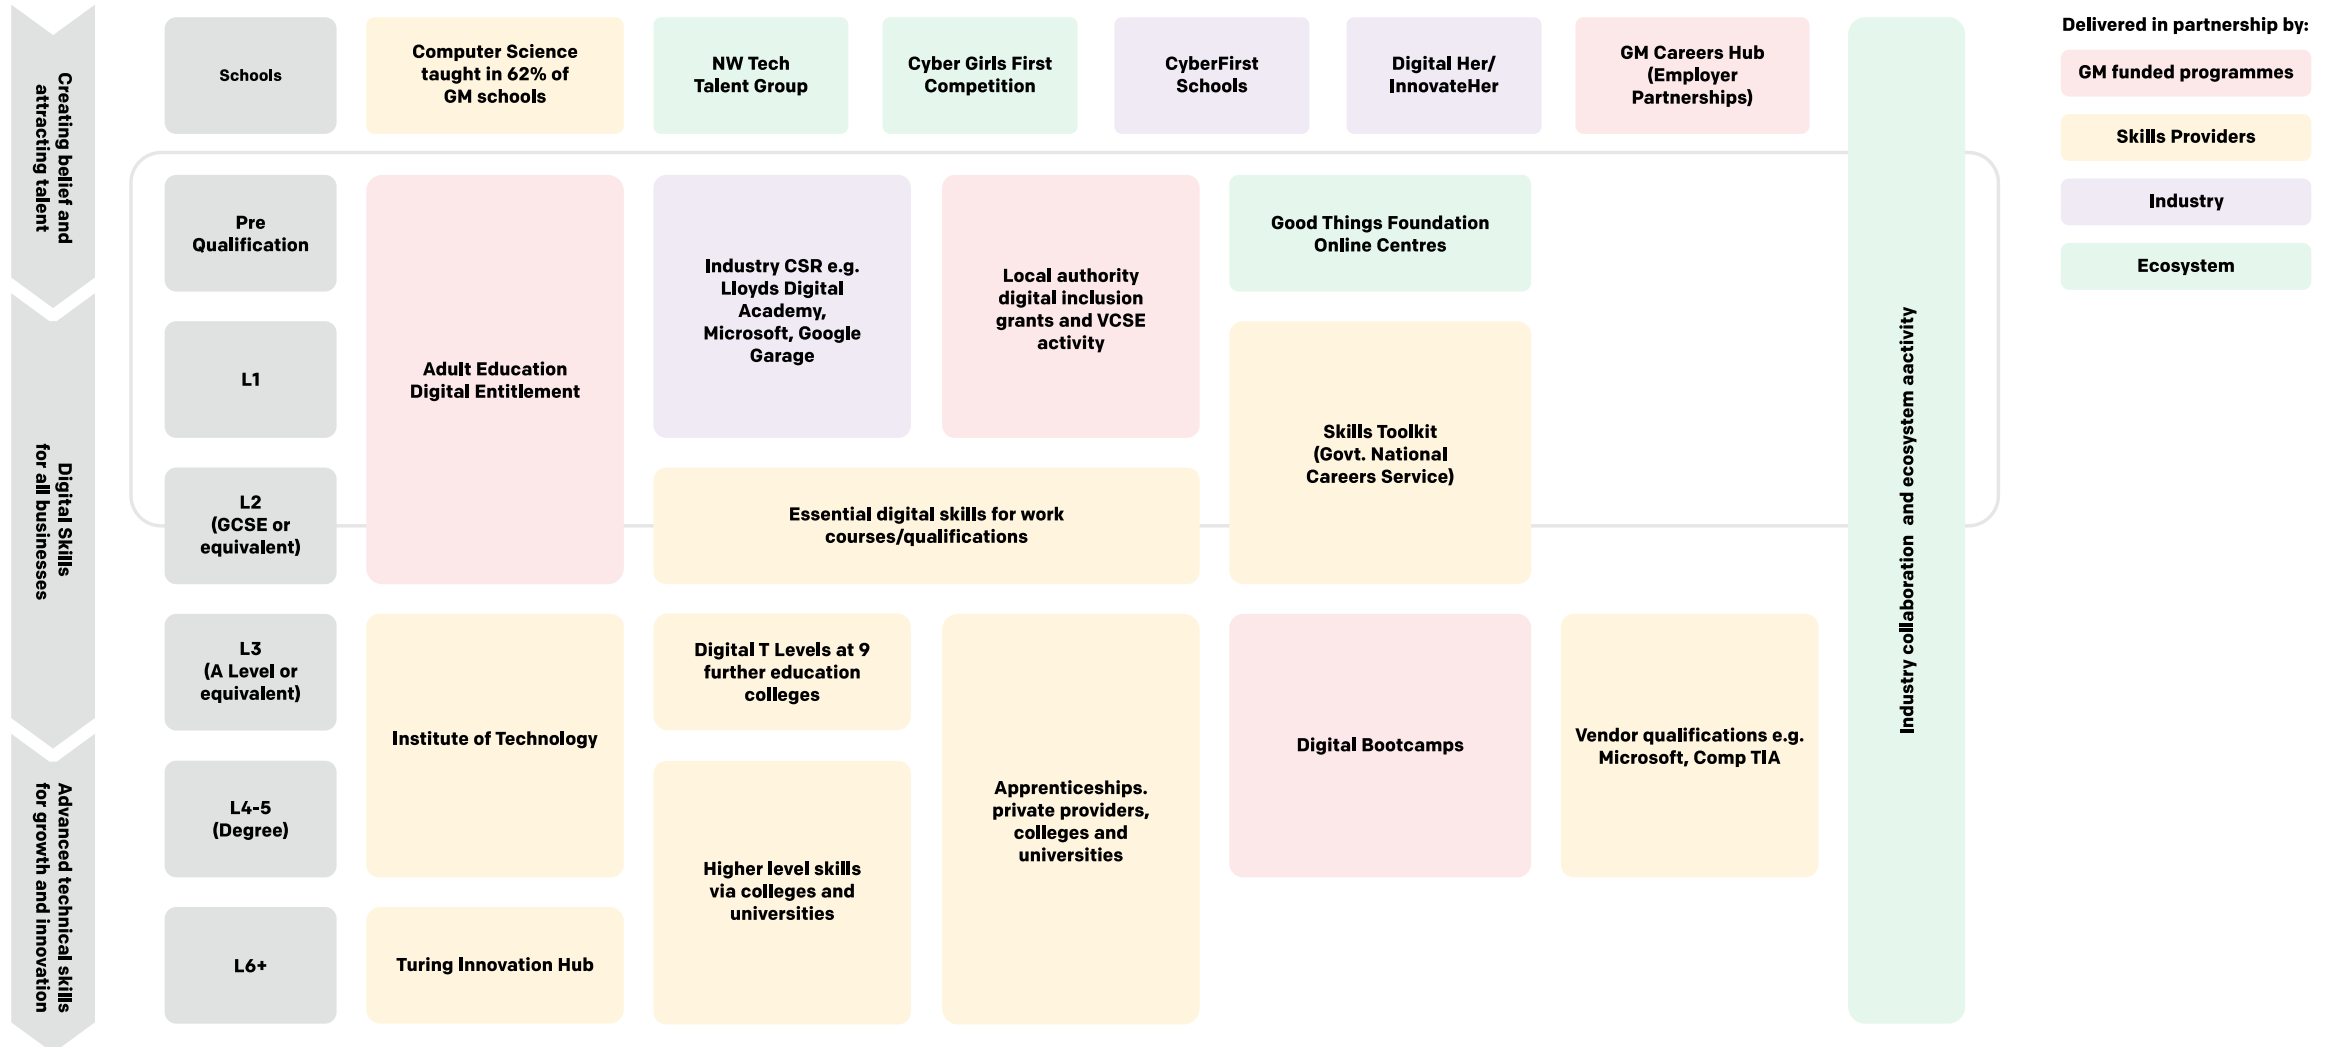 Creating belief and
attracting talent
Schools
Computer Science
taught in 62% of
GM schools
NW Tech
Talent Group
Cyber Girls First
Competition
CyberFirst
Schools
Digital Her/
InnovateHer
GM Careers Hub
(Employer
Partnerships)
Delivered in partnership by:
GM funded programmes
Skills Providers
Industry
Ecosystem
Pre
Qualification
L1
L2
(GCSE or
equivalent)
Adult Education
Digital Entitlement
Industry CSR e.g.
Lloyds Digital
Academy,
Microsoft, Google
Garage
Local authority
digital inclusion
grants and VCSE
activity
Good Things Foundation
Online Centres
Skills Toolkit
(Govt. National
Careers Service)
Essential digital skills for work
courses/qualifications
Industry collaboration and ecosystem aactivity
Digital Skills
for all businesses
L3
(A Level or
equivalent)
Institute of Technology
Digital T Levels at 9
further education
colleges
Apprenticeships.
private providers,
colleges and
universities
Digital Bootcamps
Vendor qualifications e.g.
Microsoft, Comp TIA
Advanced technical skills
for growth and innovation
L4-5
(Degree)
Higher level skills
via colleges and
universities
L6+
Turing Innovation Hub